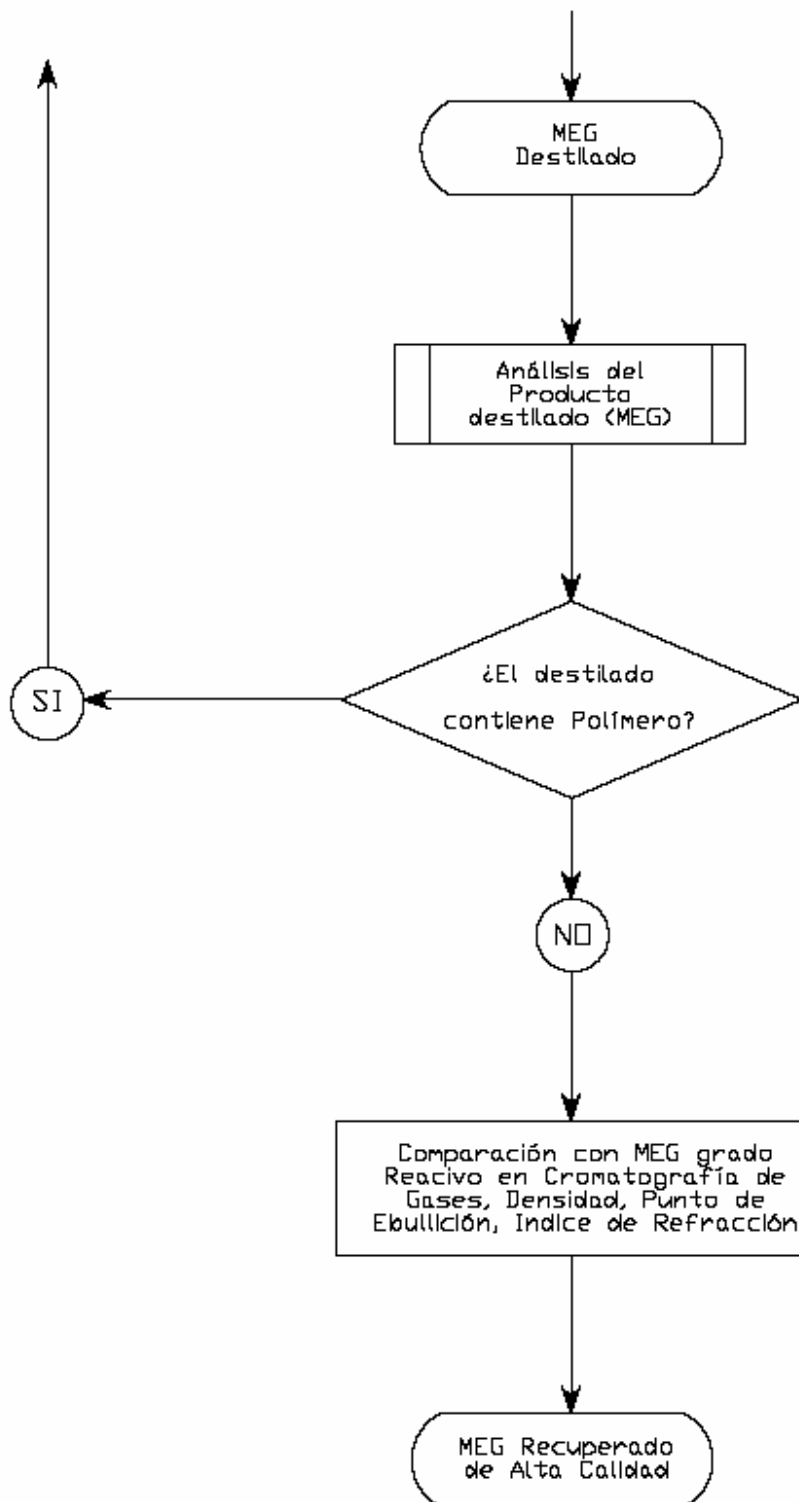 MEG
Destilado
Análisis del
Producto
destilado (MEG)
¿El destilado
contiene Polímero?
SI
NO
Comparación con MEG grado
Reacivo en Cromatografía de
Gases, Densidad, Punto de
Ebullición, Indice de Refracción
MEG Recuperado
de Alta Calidad